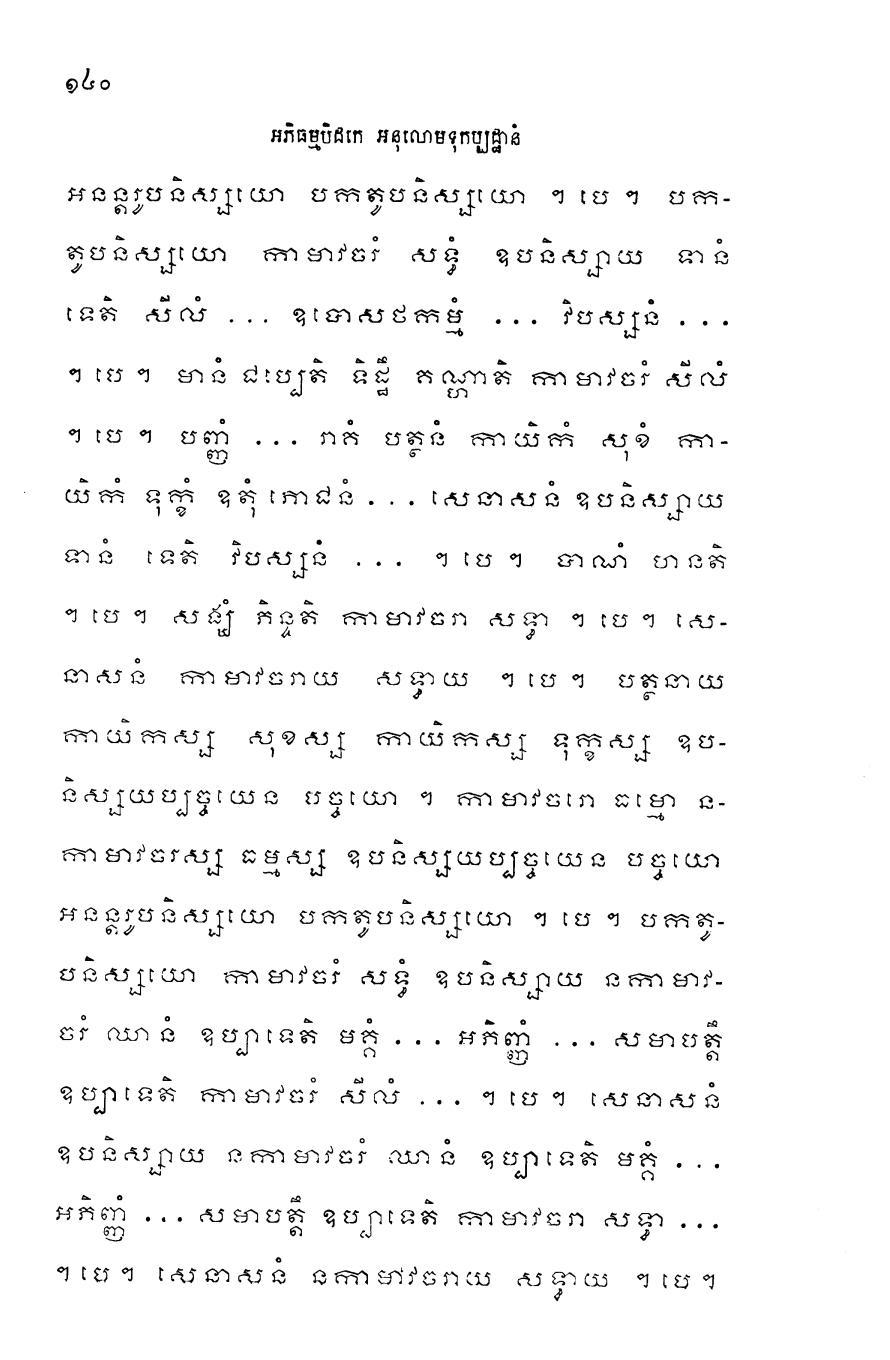 ១៤០
អភិធម្មបិដកេ អនុលោមទុកប្បដ្ឋានំ
អនន្តរូបនិស្សយោ បកតូបនិស្សយោ ។ បេ ។ បក-
តូបនិស្សយោ កាមាវចរំ សទ្ធំ ឧបនិស្សាយ ទានំ
ទេតិ សីលំ ... ឧបោសថកម្មំ ... វិបស្សនំ ...
។ បេ ។ មានំ ជប្បេតិ ទិដ្ឋឹ គណ្ហាតិ កាមាវចរំ សីលំ
។ បេ ។ បញ្ញំ ... រាគំ បត្ថនំ កាយិកំ សុខំ កា-
យិកំ ទុក្ខំ ឧតុំ ភោជនំ ... សេនាសនំ ឧបនិស្សាយ
ទានំ ទេតិ វិបស្សនំ ... ។ បេ ។ បាណំ ហនតិ
។ បេ ។ សង្ឃំ ភិន្ទតិ កាមាវចរា សទ្ធា ។ បេ ។ សេ-
នាសនំ កាមាវចរាយ សទ្ធាយ ។ បេ ។ បត្ថនាយ
កាយិកស្ស សុខស្ស កាយិកស្ស ទុក្ខស្ស ឧប-
និស្សយប្បច្ចយេន បច្ចយោ ។ កាមាវចរោ ធម្មោ ន-
កាមាវចរស្ស ធម្មស្ស ឧបនិស្សយប្បច្ចយេន បច្ចយោ
អនន្តរូបនិស្សយោ បកតូបនិស្សយោ ។ បេ ។ បកតូ-
បនិស្សយោ កាមាវចរំ សទ្ធំ ឧបនិស្សាយ នកាមាវ-
ចរំ ឈានំ ឧប្បាទេតិ មគ្គំ ... អភិញ្ញំ ... សមាបត្តឹ
ឧប្បាទេតិ កាមាវចរំ សីលំ ... ។ បេ ។ សេនាសនំ
ឧបនិស្សាយ នកាមាវចរំ ឈានំ ឧប្បាទេតិ មគ្គំ ...
អភិញ្ញំ ... សមាបត្តឹ ឧប្បាទេតិ កាមាវចរា សទ្ធា ...
។ បេ ។ សេនាសនំ នកាមាវចរាយ សទ្ធាយ ។ បេ ។